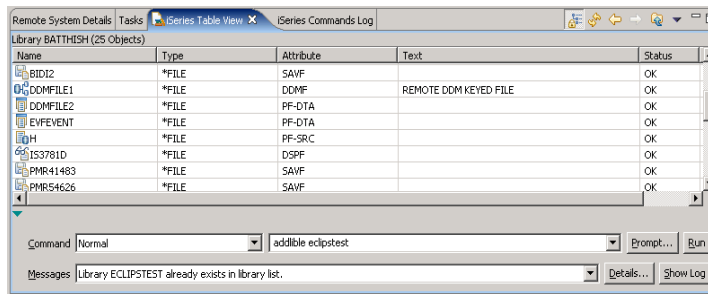 Remote System Details Tasks iSeries Table View iSeries Commands Log
Library BATTHISH (25 Objects)
Name Type Attribute Text Status
BIDI2 *FILE SAVF OK
DDMFILE1 *FILE DDMF REMOTE DDM KEYED FILE OK
DDMFILE2 *FILE PF-DTA OK
EVFEVENT *FILE PF-DTA OK
H *FILE PF-SRC OK
IS3781D *FILE DSPF OK
PMR41483 *FILE SAVF OK
PMR54626 *FILE SAVF OK
Command Normal addlible eclipstest Prompt... Run
Messages Library ECLIPSTEST already exists in library list. Details... Show Log